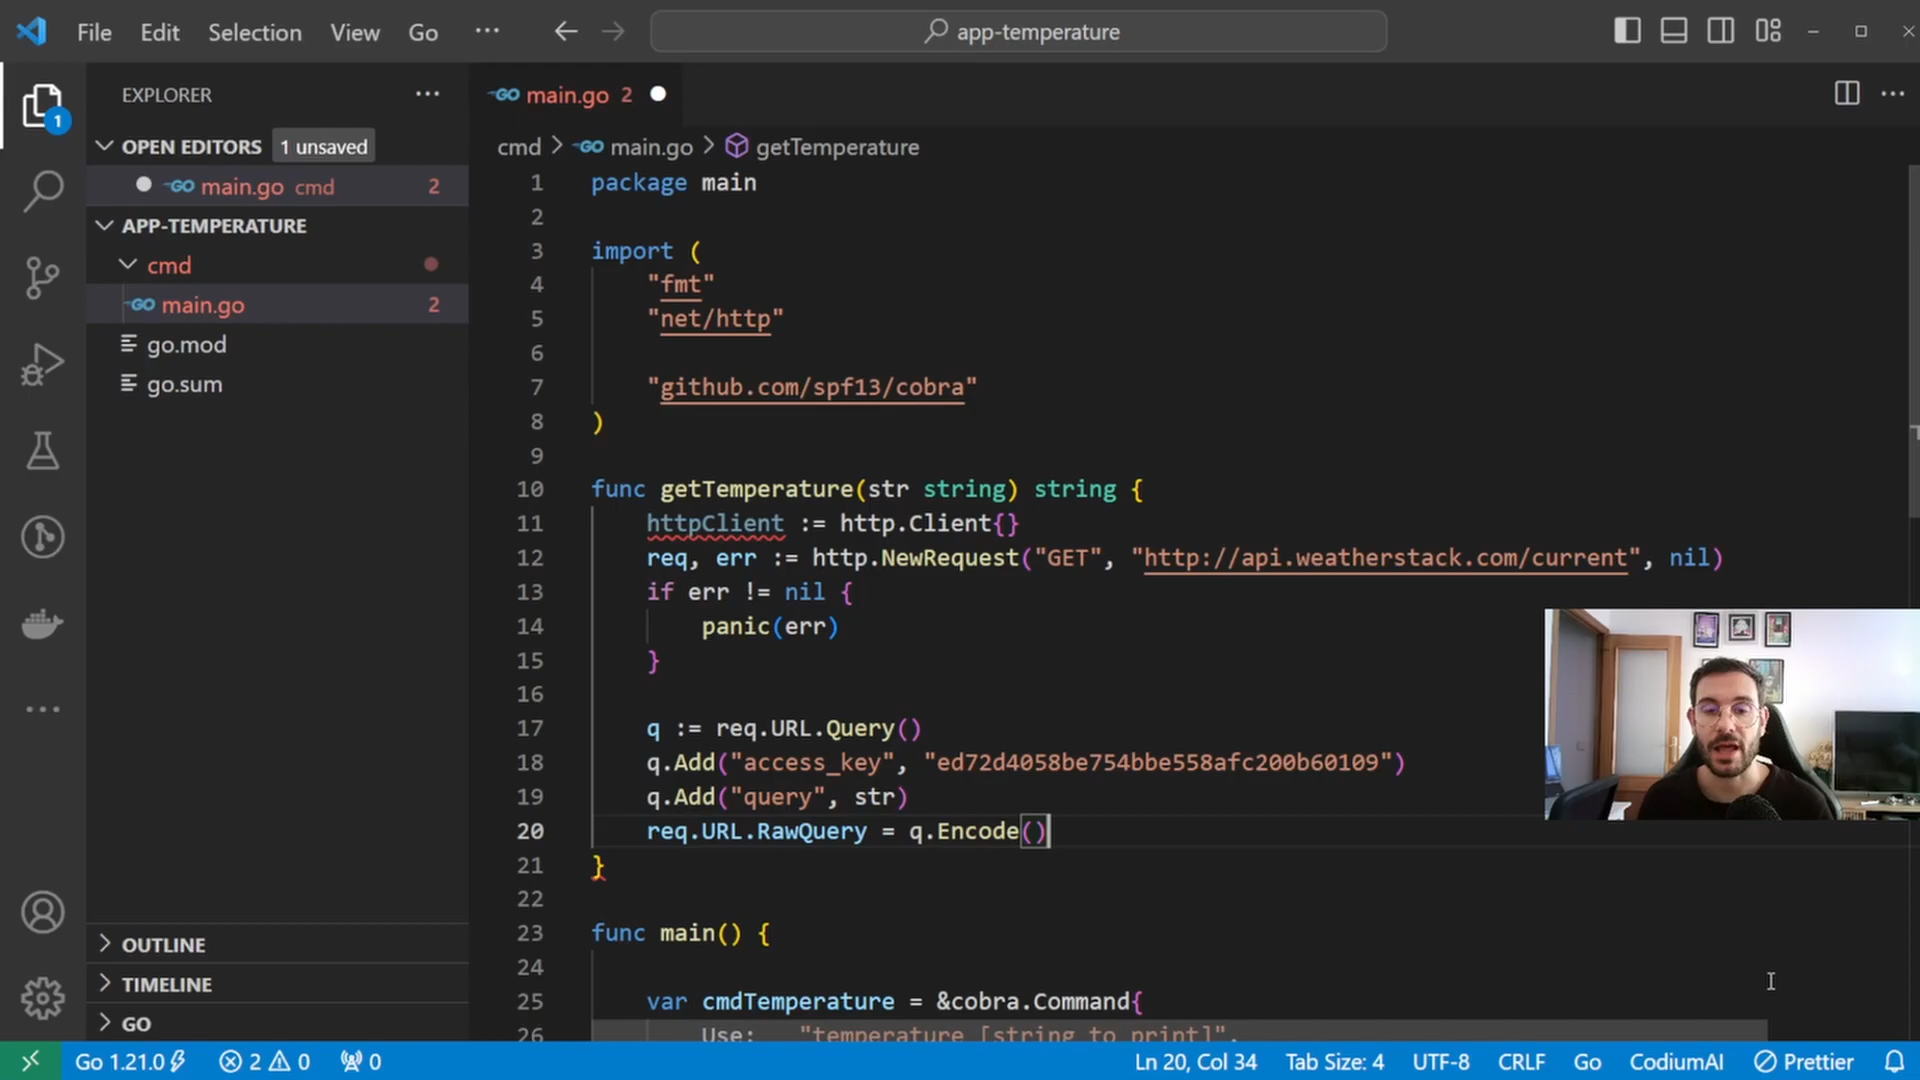 File Edit Selection View Go ··· app-temperature
EXPLORER ···
OPEN EDITORS 1 unsaved
main.go cmd 2
APP-TEMPERATURE
cmd
main.go 2
go.mod
go.sum
OUTLINE
TIMELINE
GO
main.go 2
cmd > main.go > getTemperature
1 package main
2
3 import (
4 "fmt"
5 "net/http"
6
7 "github.com/spf13/cobra"
8 )
9
10 func getTemperature(str string) string {
11 httpClient := http.Client{}
12 req, err := http.NewRequest("GET", "http://api.weatherstack.com/current", nil)
13 if err != nil {
14 panic(err)
15 }
16
17 q := req.URL.Query()
18 q.Add("access_key", "ed72d4058be754bbe558afc200b60109")
19 q.Add("query", str)
20 req.URL.RawQuery = q.Encode()
21 }
22
23 func main() {
24
25 var cmdTemperature = &cobra.Command{
26 Use: "temperature [string to print]",
Go 1.21.0 2 0 0 Ln 20, Col 34 Tab Size: 4 UTF-8 CRLF Go CodiumAI Prettier